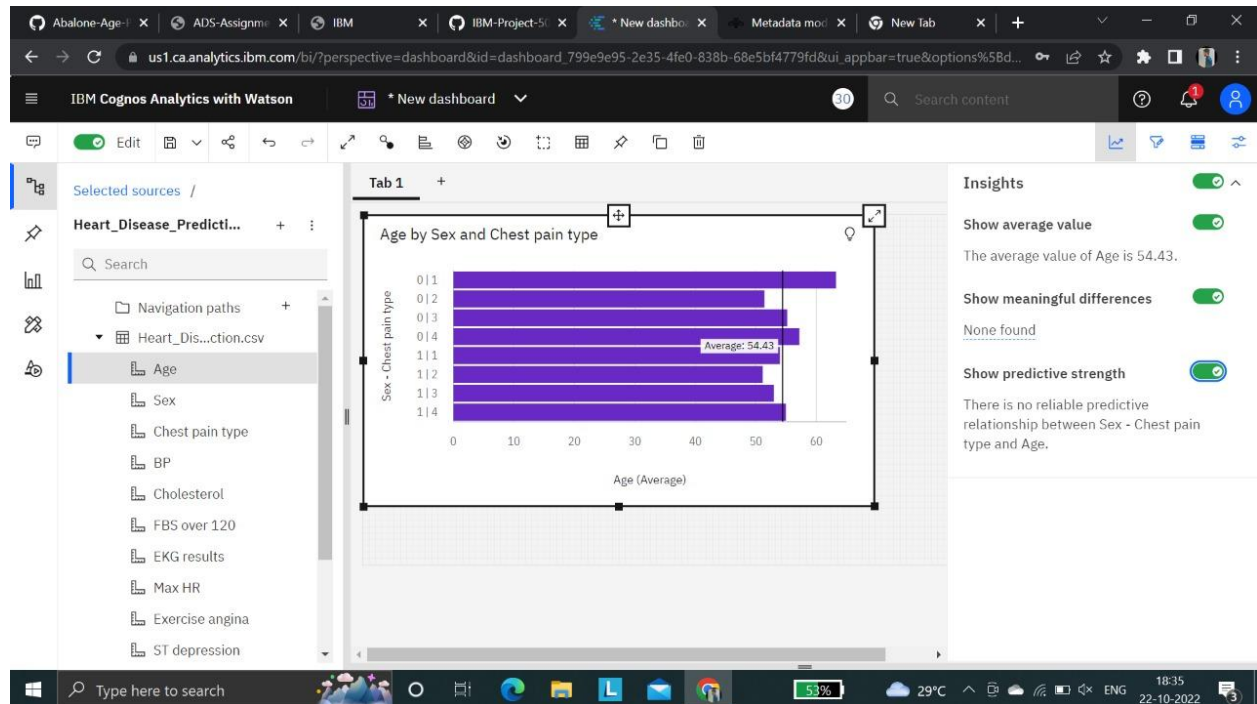 Abalone-Age-P
ADS-Assignme
IBM
IBM-Project-50
* New dashboa
Metadata mod
New Tab
us1.ca.analytics.ibm.com/bi/?perspective=dashboard&id=dashboard_799e9e95-2e35-4fe0-838b-68e5bf4779fd&ui_appbar=true&options%5Bd...
IBM Cognos Analytics with Watson
* New dashboard
30
Search content
1
Edit
Selected sources /
Tab 1 +
Heart_Disease_Predicti... +
Search
Navigation paths +
Heart_Dis...ction.csv
Age
Sex
Chest pain type
BP
Cholesterol
FBS over 120
EKG results
Max HR
Exercise angina
ST depression
Age by Sex and Chest pain type
Sex - Chest pain type
0|1
0|2
0|3
0|4
1|1
1|2
1|3
1|4
Average: 54.43
0 10 20 30 40 50 60
Age (Average)
Insights
Show average value
The average value of Age is 54.43.
Show meaningful differences
None found
Show predictive strength
There is no reliable predictive
relationship between Sex - Chest pain
type and Age.
Type here to search
L
53%
29°C
ENG
18:35
22-10-2022
3